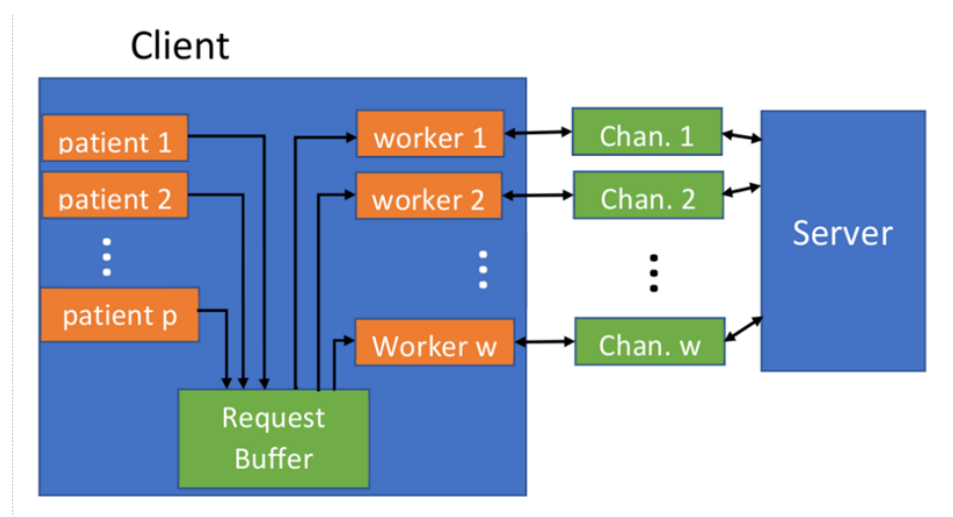 Client
patient 1
patient 2
patient p
Request
Buffer
worker 1
worker 2
Worker w
Chan. 1
Chan. 2
Chan. w
Server